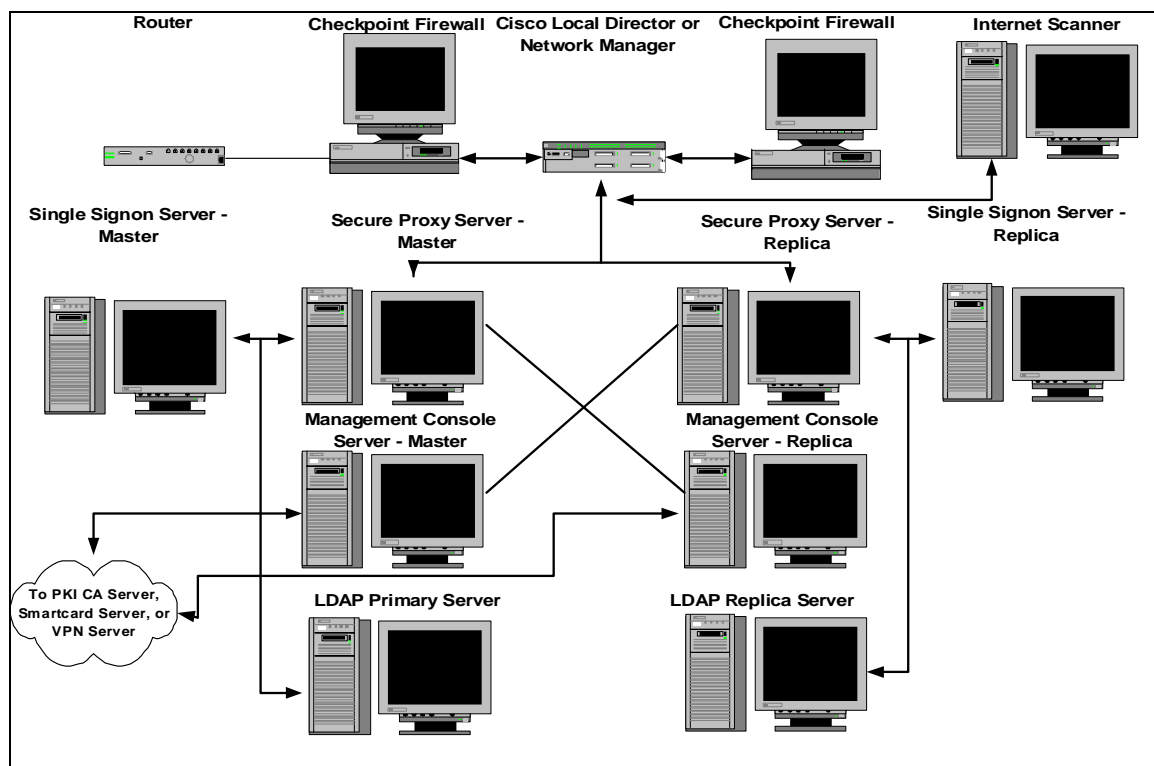 Router
Checkpoint Firewall
Cisco Local Director or
Network Manager
Checkpoint Firewall
Internet Scanner
Single Signon Server -
Master
Secure Proxy Server -
Master
Secure Proxy Server -
Replica
Single Signon Server -
Replica
Management Console
Server - Master
Management Console
Server - Replica
To PKI CA Server,
Smartcard Server, or
VPN Server
LDAP Primary Server
LDAP Replica Server